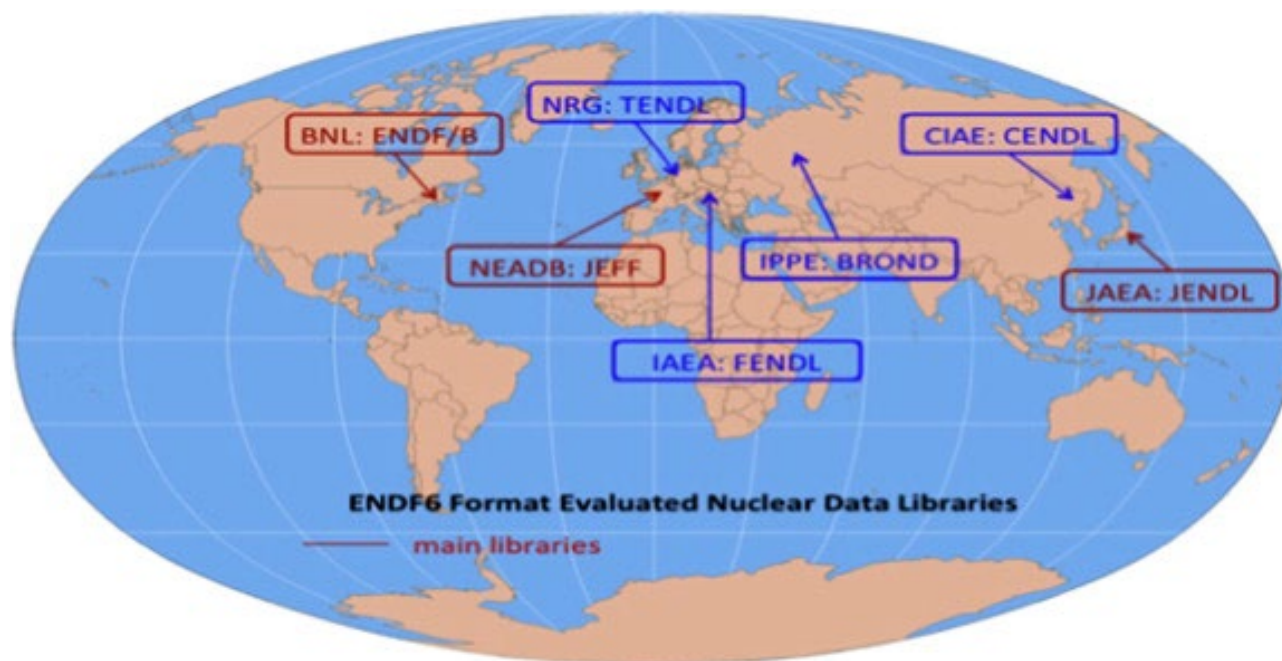 NRG: TENDL
BNL: ENDF/B
CIAE: CENDL
NEADB: JEFF
IPPE: BROND
JAEA: JENDL
IAEA: FENDL
ENDF6 Format Evaluated Nuclear Data Libraries
main libraries